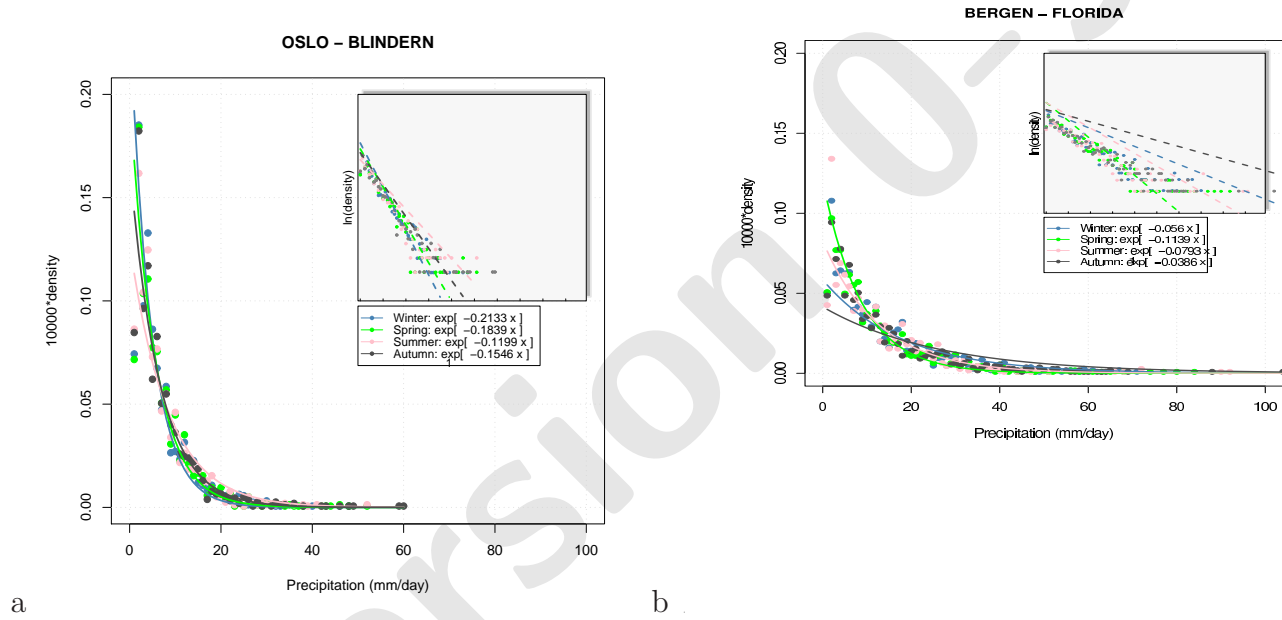 OSLO – BLINDERN
0.20
0.15
0.10
0.05
0.00
10000*density
ln(density)
Winter: exp[ −0.2133 x ]
Spring: exp[ −0.1839 x ]
Summer: exp[ −0.1199 x ]
Autumn: exp[ −0.1546 x ]
1
0 20 40 60 80 100
Precipitation (mm/day)
a
BERGEN – FLORIDA
0.20
0.15
0.10
0.05
0.00
10000*density
ln(density)
Winter: exp[ −0.056 x ]
Spring: exp[ −0.1139 x ]
Summer: exp[ −0.0793 x ]
Autumn: exp[ −0.0386 x ]
0 20 40 60 80 100
Precipitation (mm/day)
b
ersion 0-